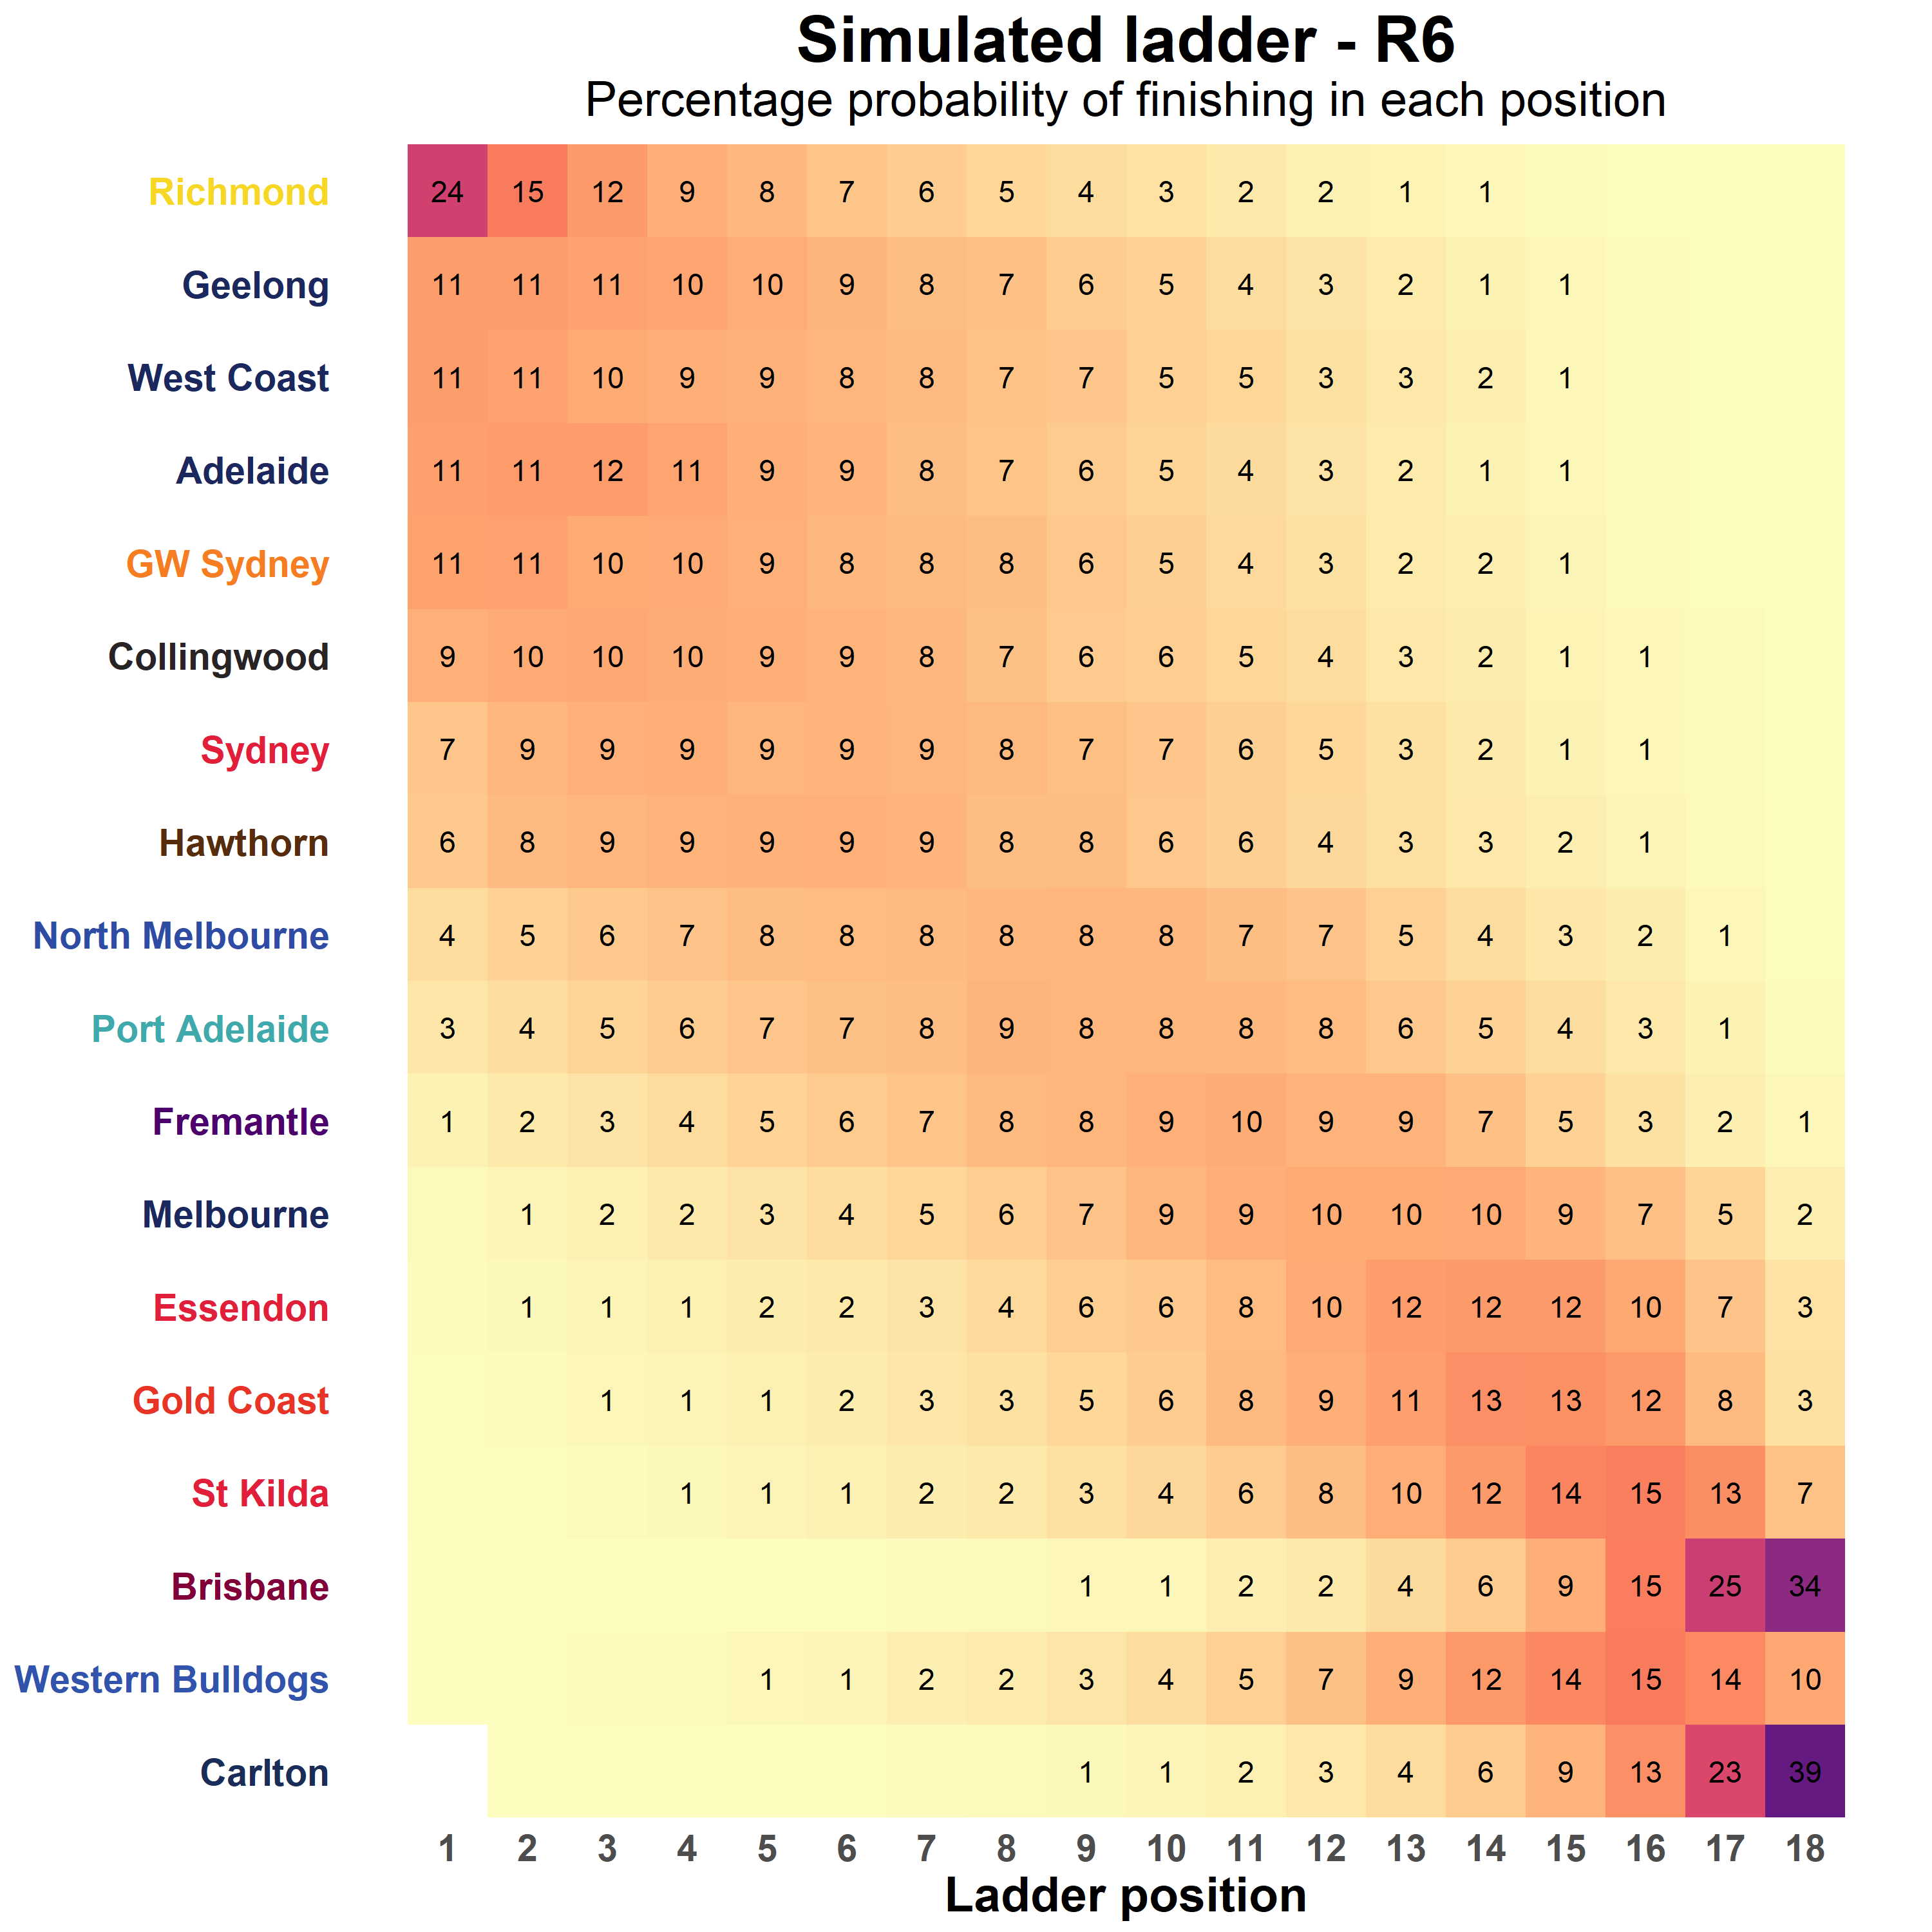 Simulated ladder - R6
Percentage probability of finishing in each position
Richmond 24 15 12 9 8 7 6 5 4 3 2 2 1 1
Geelong 11 11 11 10 10 9 8 7 6 5 4 3 2 1 1
West Coast 11 11 10 9 9 8 8 7 7 5 5 3 3 2 1
Adelaide 11 11 12 11 9 9 8 7 6 5 4 3 2 1 1
GW Sydney 11 11 10 10 9 8 8 8 6 5 4 3 2 2 1
Collingwood 9 10 10 10 9 9 8 7 6 6 5 4 3 2 1 1
Sydney 7 9 9 9 9 9 9 8 7 7 6 5 3 2 1 1
Hawthorn 6 8 9 9 9 9 9 8 8 6 6 4 3 3 2 1
North Melbourne 4 5 6 7 8 8 8 8 8 8 7 7 5 4 3 2 1
Port Adelaide 3 4 5 6 7 7 8 9 8 8 8 8 6 5 4 3 1
Fremantle 1 2 3 4 5 6 7 8 8 9 10 9 9 7 5 3 2 1
Melbourne 1 2 2 3 4 5 6 7 9 9 10 10 10 9 7 5 2
Essendon 1 1 1 2 2 3 4 6 6 8 10 12 12 12 10 7 3
Gold Coast 1 1 1 2 3 3 5 6 8 9 11 13 13 12 8 3
St Kilda 1 1 1 2 2 3 4 6 8 10 12 14 15 13 7
Brisbane 1 1 2 2 4 6 9 15 25 34
Western Bulldogs 1 1 2 2 3 4 5 7 9 12 14 15 14 10
Carlton 1 1 2 3 4 6 9 13 23 39
1 2 3 4 5 6 7 8 9 10 11 12 13 14 15 16 17 18
Ladder position